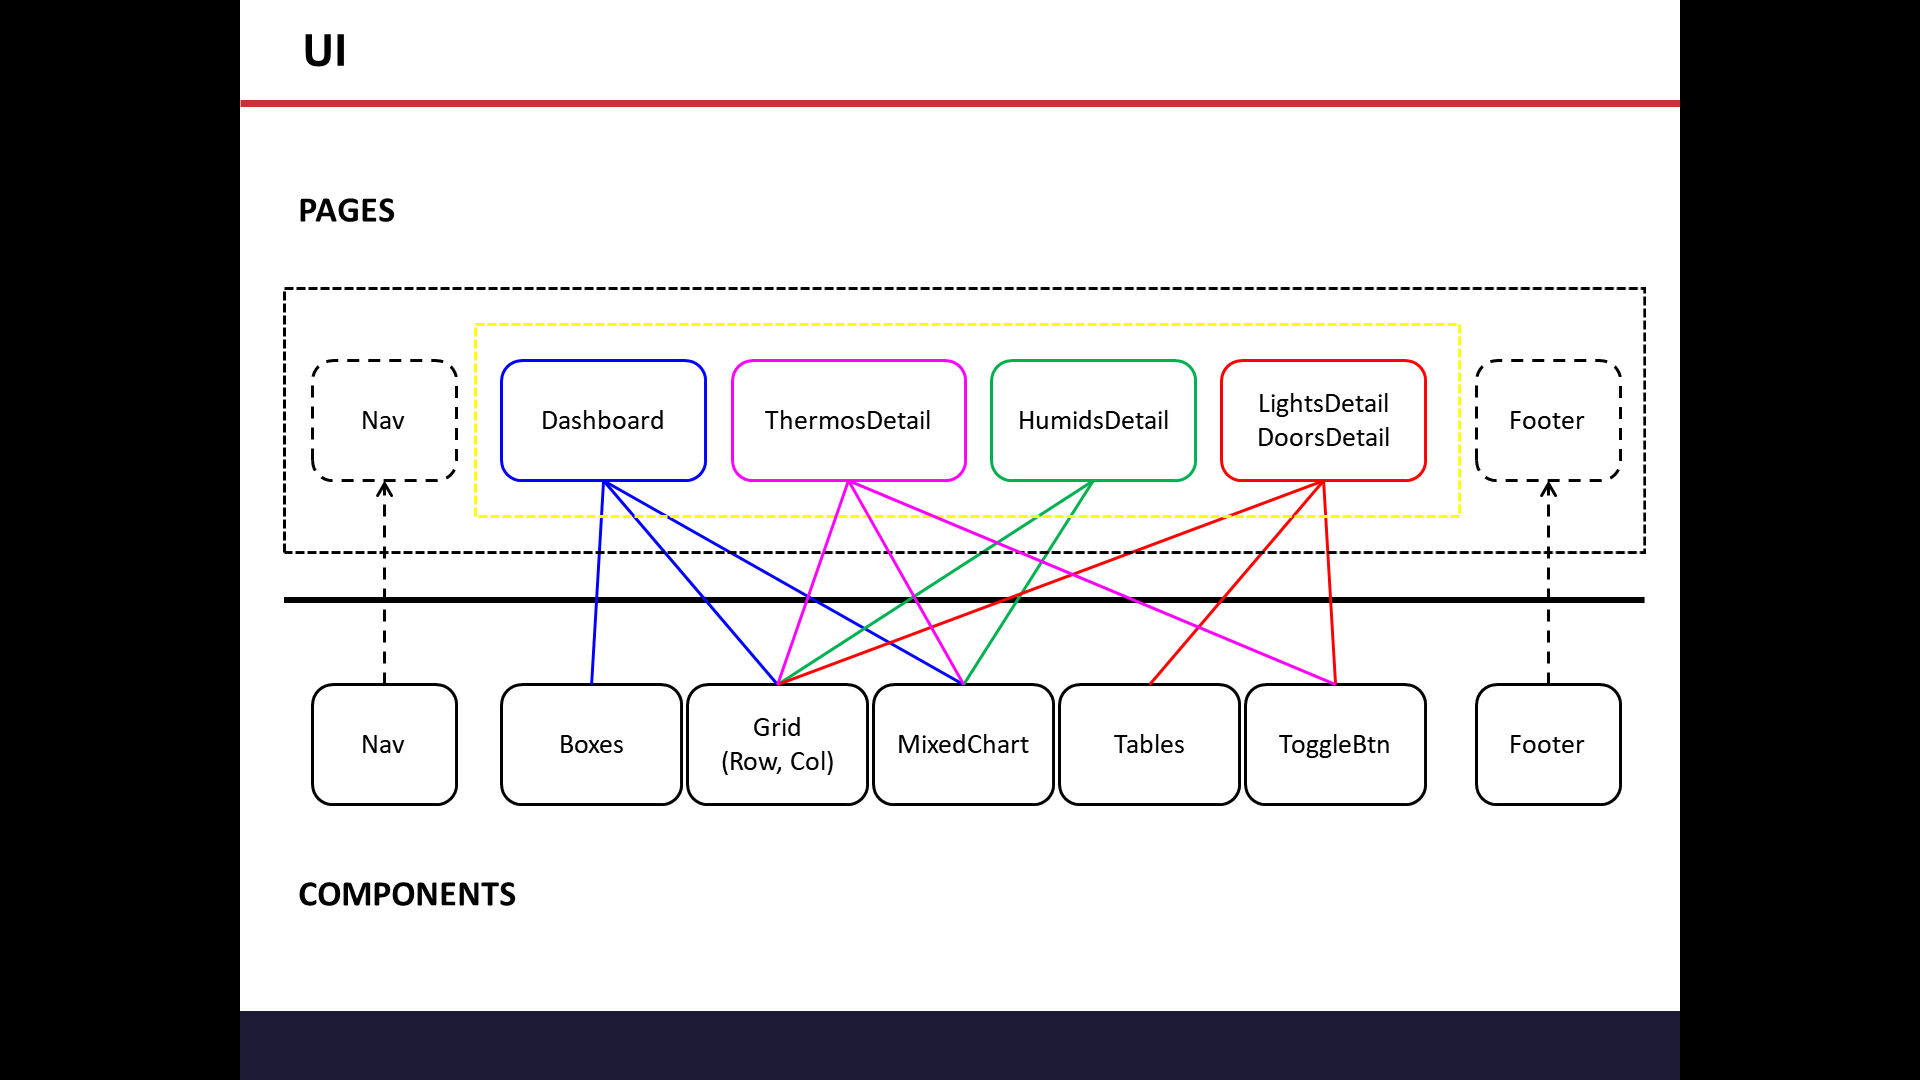 UI
PAGES
Nav
Dashboard
ThermosDetail
HumidsDetail
LightsDetail
DoorsDetail
Footer
Nav
Boxes
Grid
(Row, Col)
MixedChart
Tables
ToggleBtn
Footer
COMPONENTS